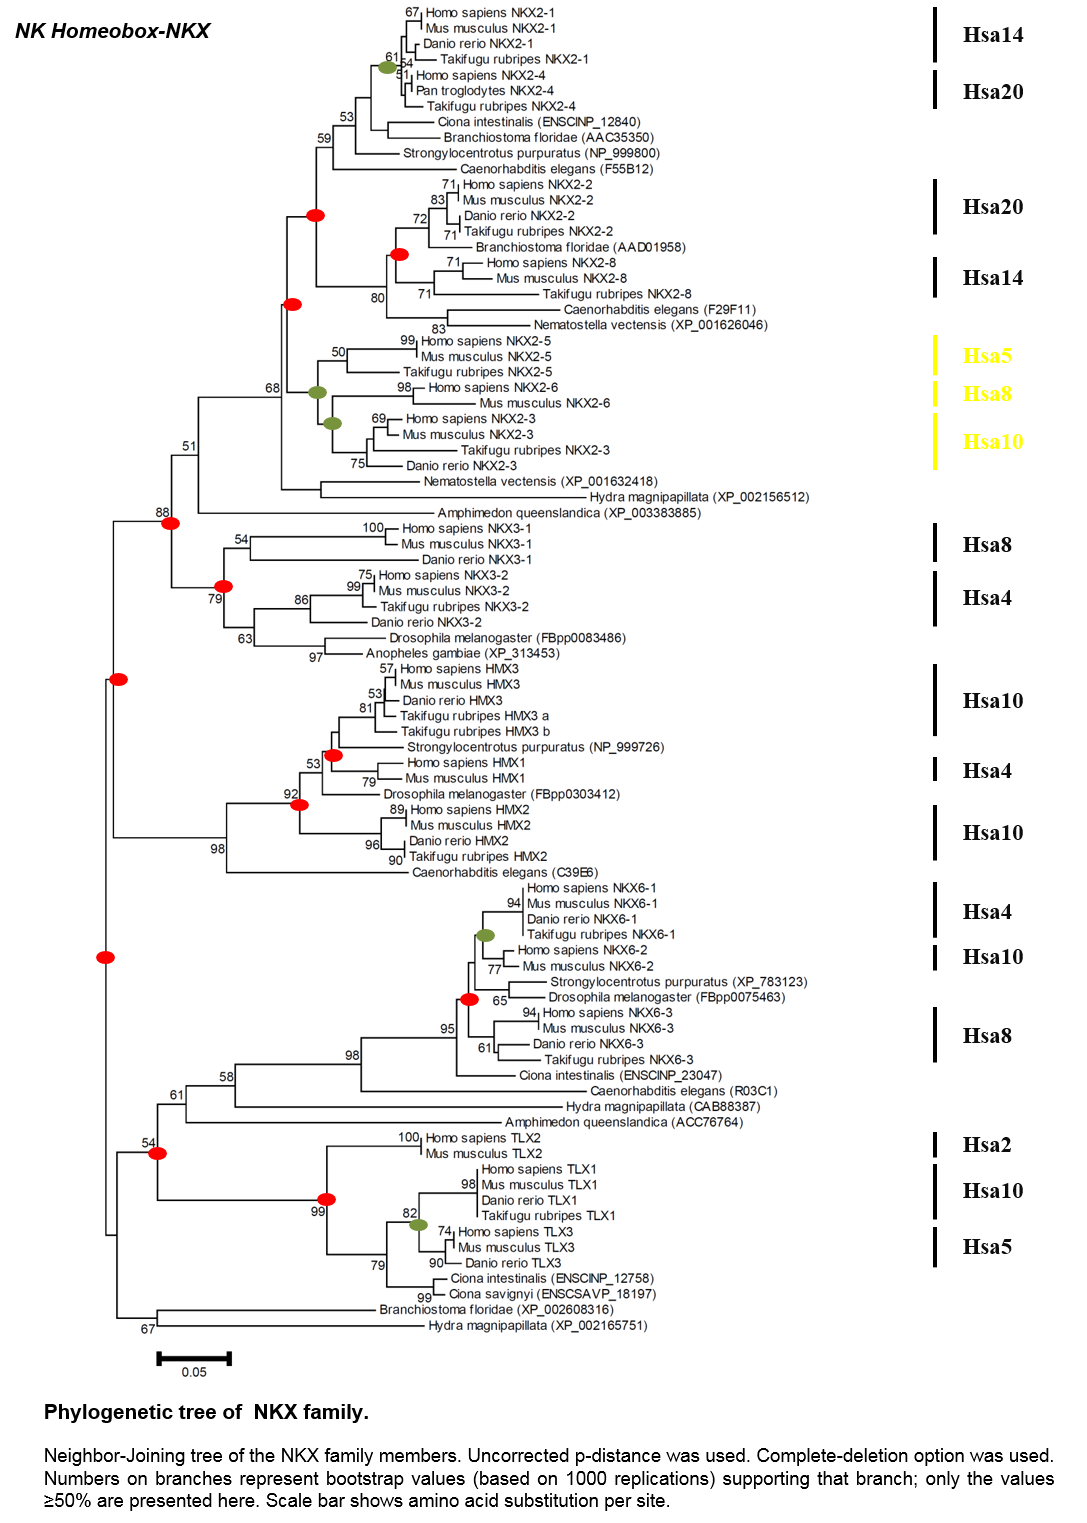 NK Homeobox-NKX
67
Homo sapiens NKX2-1
Hsa14
Mus musculus NKX2-1
Danio rerio NKX2-1
61
54
Takifugu rubripes NKX2-1
51
Homo sapiens NKX2-4
Hsa20
Pan troglodytes NKX2-4
Takifugu rubripes NKX2-4
53
Ciona intestinalis (ENSCINP_12840)
59
Branchiostoma floridae (AAC35350)
Strongylocentrotus purpuratus (NP_999800)
Caenorhabditis elegans (F55B12)
71
Homo sapiens NKX2-2
Hsa20
83
Mus musculus NKX2-2
72
Danio rerio NKX2-2
71
Takifugu rubripes NKX2-2
Branchiostoma floridae (AAD01958)
71
Homo sapiens NKX2-8
Hsa14
Mus musculus NKX2-8
80
71
Takifugu rubripes NKX2-8
Caenorhabditis elegans (F29F11)
83
Nematostella vectensis (XP_001626046)
99
Homo sapiens NKX2-5
Hsa5
50
Mus musculus NKX2-5
Takifugu rubripes NKX2-5
68
98
Homo sapiens NKX2-6
Hsa8
Mus musculus NKX2-6
69
Homo sapiens NKX2-3
Hsa10
Mus musculus NKX2-3
51
Takifugu rubripes NKX2-3
75
Danio rerio NKX2-3
Nematostella vectensis (XP_001632418)
Hydra magnipapillata (XP_002156512)
88
Amphimedon queenslandica (XP_003383885)
100
Homo sapiens NKX3-1
Hsa8
54
Mus musculus NKX3-1
Danio rerio NKX3-1
75
Homo sapiens NKX3-2
Hsa4
99
Mus musculus NKX3-2
79
86
Takifugu rubripes NKX3-2
Danio rerio NKX3-2
63
Drosophila melanogaster (FBpp0083486)
97
Anopheles gambiae (XP_313453)
57
Homo sapiens HMX3
Hsa10
Mus musculus HMX3
53
Danio rerio HMX3
81
Takifugu rubripes HMX3 a
Takifugu rubripes HMX3 b
Strongylocentrotus purpuratus (NP_999726)
53
Homo sapiens HMX1
Hsa4
79
Mus musculus HMX1
92
Drosophila melanogaster (FBpp0303412)
89
Homo sapiens HMX2
Hsa10
Mus musculus HMX2
98
96
Danio rerio HMX2
90
Takifugu rubripes HMX2
Caenorhabditis elegans (C39E6)
Homo sapiens NKX6-1
Hsa4
94
Mus musculus NKX6-1
Danio rerio NKX6-1
Takifugu rubripes NKX6-1
Homo sapiens NKX6-2
Hsa10
77
Mus musculus NKX6-2
Strongylocentrotus purpuratus (XP_783123)
65
Drosophila melanogaster (FBpp0075463)
94
Homo sapiens NKX6-3
Hsa8
95
Mus musculus NKX6-3
61
Danio rerio NKX6-3
98
Takifugu rubripes NKX6-3
58
Ciona intestinalis (ENSCINP_23047)
61
Caenorhabditis elegans (R03C1)
Hydra magnipapillata (CAB88387)
Amphimedon queenslandica (ACC76764)
54
100
Homo sapiens TLX2
Hsa2
Mus musculus TLX2
Homo sapiens TLX1
Hsa10
98
Mus musculus TLX1
99
82
Danio rerio TLX1
Takifugu rubripes TLX1
74
Homo sapiens TLX3
Hsa5
Mus musculus TLX3
79
90
Danio rerio TLX3
Ciona intestinalis (ENSCINP_12758)
99
Ciona savignyi (ENSCSAVP_18197)
Branchiostoma floridae (XP_002608316)
67
Hydra magnipapillata (XP_002165751)
0.05
Phylogenetic tree of NKX family.
Neighbor-Joining tree of the NKX family members. Uncorrected p-distance was used. Complete-deletion option was used.
Numbers on branches represent bootstrap values (based on 1000 replications) supporting that branch; only the values
≥50% are presented here. Scale bar shows amino acid substitution per site.